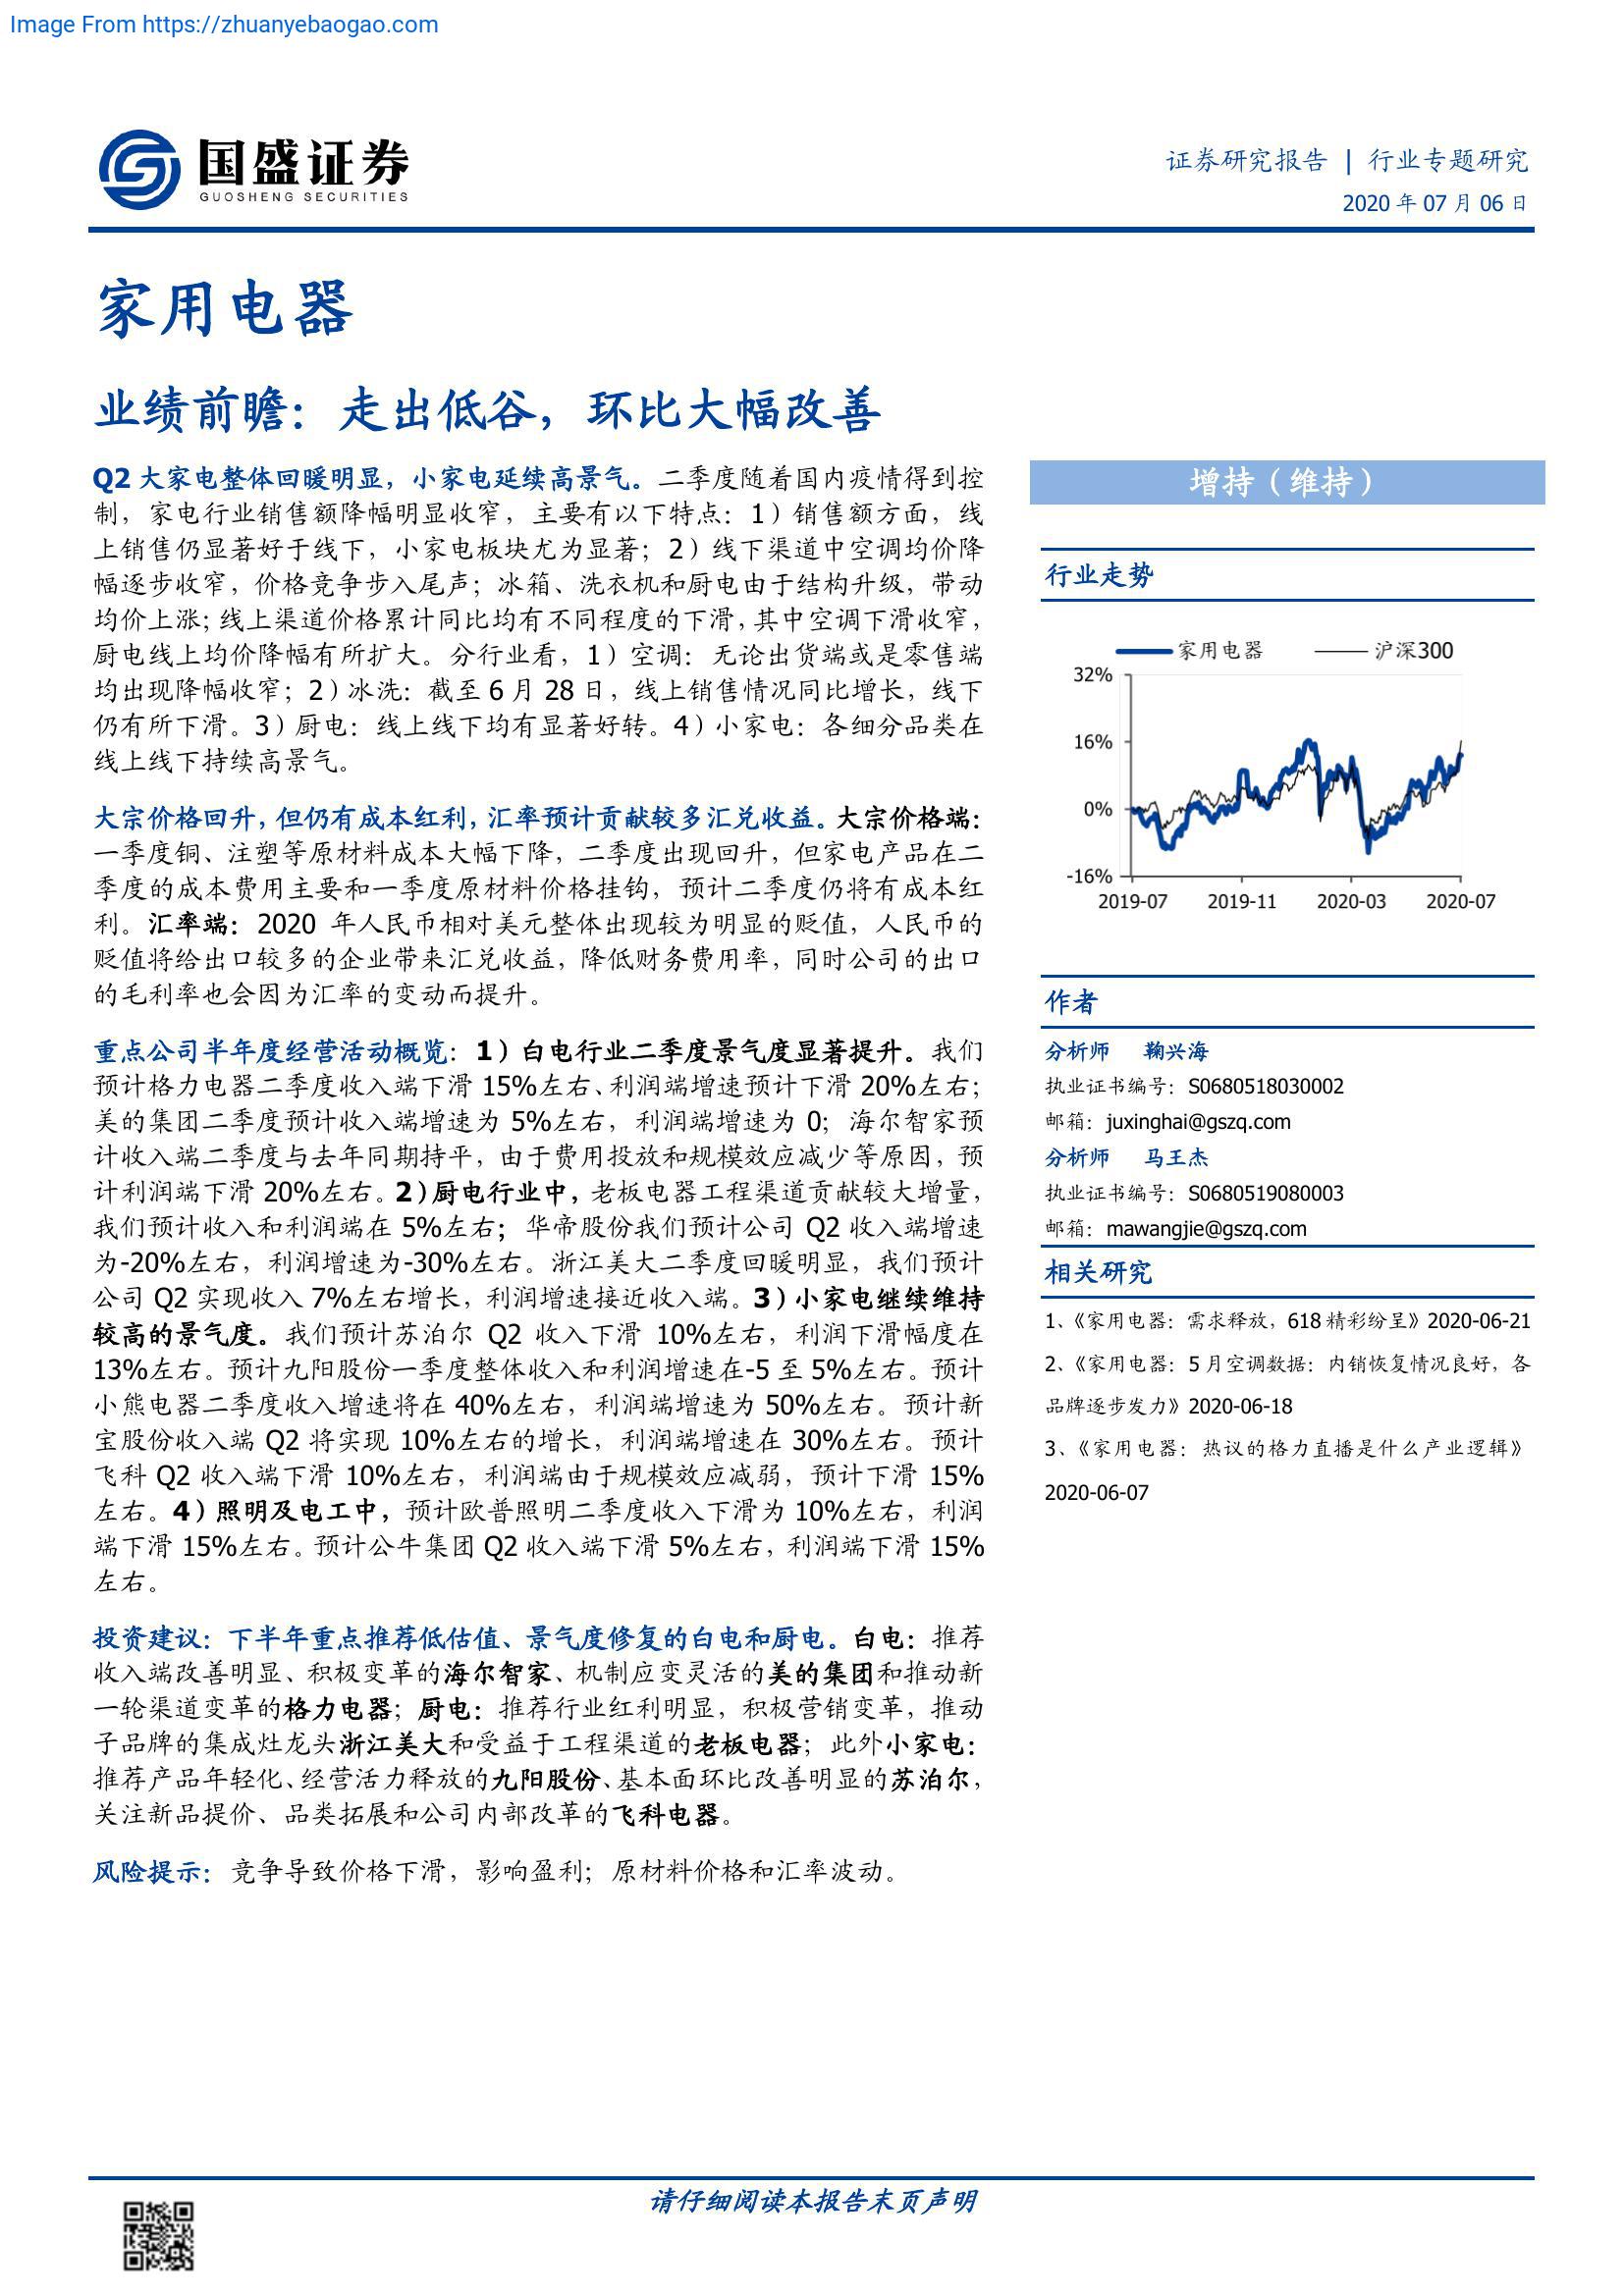 Image From https://zhuanyebaogao.com
国盛证券
GUOSHENG SECURITIES
证券研究报告 | 行业专题研究
2020 年 07 月 06 日
家用电器
业绩前瞻：走出低谷，环比大幅改善
Q2 大家电整体回暖明显，小家电延续高景气。二季度随着国内疫情得到控
制，家电行业销售额降幅明显收窄，主要有以下特点：1）销售额方面，线
上销售仍显著好于线下，小家电板块尤为显著；2）线下渠道中空调均价降
幅逐步收窄，价格竞争步入尾声；冰箱、洗衣机和厨电由于结构升级，带动
均价上涨；线上渠道价格累计同比均有不同程度的下滑，其中空调下滑收窄，
厨电线上均价降幅有所扩大。分行业看，1）空调：无论出货端或是零售端
均出现降幅收窄；2）冰洗：截至 6 月 28 日，线上销售情况同比增长，线下
仍有所下滑。3）厨电：线上线下均有显著好转。4）小家电：各细分品类在
线上线下持续高景气。
大宗价格回升，但仍有成本红利，汇率预计贡献较多汇兑收益。大宗价格端：
一季度铜、注塑等原材料成本大幅下降，二季度出现回升，但家电产品在二
季度的成本费用主要和一季度原材料价格挂钩，预计二季度仍将有成本红
利。汇率端：2020 年人民币相对美元整体出现较为明显的贬值，人民币的
贬值将给出口较多的企业带来汇兑收益，降低财务费用率，同时公司的出口
的毛利率也会因为汇率的变动而提升。
重点公司半年度经营活动概览：1）白电行业二季度景气度显著提升。我们
预计格力电器二季度收入端下滑 15%左右、利润端增速预计下滑 20%左右；
美的集团二季度预计收入端增速为 5%左右，利润端增速为 0；海尔智家预
计收入端二季度与去年同期持平，由于费用投放和规模效应减少等原因，预
计利润端下滑 20%左右。2）厨电行业中，老板电器工程渠道贡献较大增量，
我们预计收入和利润端在 5%左右；华帝股份我们预计公司 Q2 收入端增速
为-20%左右，利润增速为-30%左右。浙江美大二季度回暖明显，我们预计
公司 Q2 实现收入 7%左右增长，利润增速接近收入端。3）小家电继续维持
较高的景气度。我们预计苏泊尔 Q2 收入下滑 10%左右，利润下滑幅度在
13%左右。预计九阳股份一季度整体收入和利润增速在-5 至 5%左右。预计
小熊电器二季度收入增速将在 40%左右，利润端增速为 50%左右。预计新
宝股份收入端 Q2 将实现 10%左右的增长，利润端增速在 30%左右。预计
飞科 Q2 收入端下滑 10%左右，利润端由于规模效应减弱，预计下滑 15%
左右。4）照明及电工中，预计欧普照明二季度收入下滑为 10%左右，利润
端下滑 15%左右。预计公牛集团 Q2 收入端下滑 5%左右，利润端下滑 15%
左右。
投资建议：下半年重点推荐低估值、景气度修复的白电和厨电。白电：推荐
收入端改善明显、积极变革的海尔智家、机制应变灵活的美的集团和推动新
一轮渠道变革的格力电器；厨电：推荐行业红利明显，积极营销变革，推动
子品牌的集成灶龙头浙江美大和受益于工程渠道的老板电器；此外小家电：
推荐产品年轻化、经营活力释放的九阳股份、基本面环比改善明显的苏泊尔，
关注新品提价、品类拓展和公司内部改革的飞科电器。
风险提示：竞争导致价格下滑，影响盈利；原材料价格和汇率波动。
增持（维持）
行业走势
家用电器 沪深300
32%
16%
0%
-16%
2019-07 2019-11 2020-03 2020-07
作者
分析师 鞠兴海
执业证书编号：S0680518030002
邮箱：juxinghai@gszq.com
分析师 马王杰
执业证书编号：S0680519080003
邮箱：mawangjie@gszq.com
相关研究
1、《家用电器：需求释放，618 精彩纷呈》2020-06-21
2、《家用电器：5 月空调数据：内销恢复情况良好，各
品牌逐步发力》2020-06-18
3、《家用电器：热议的格力直播是什么产业逻辑》
2020-06-07
请仔细阅读本报告末页声明